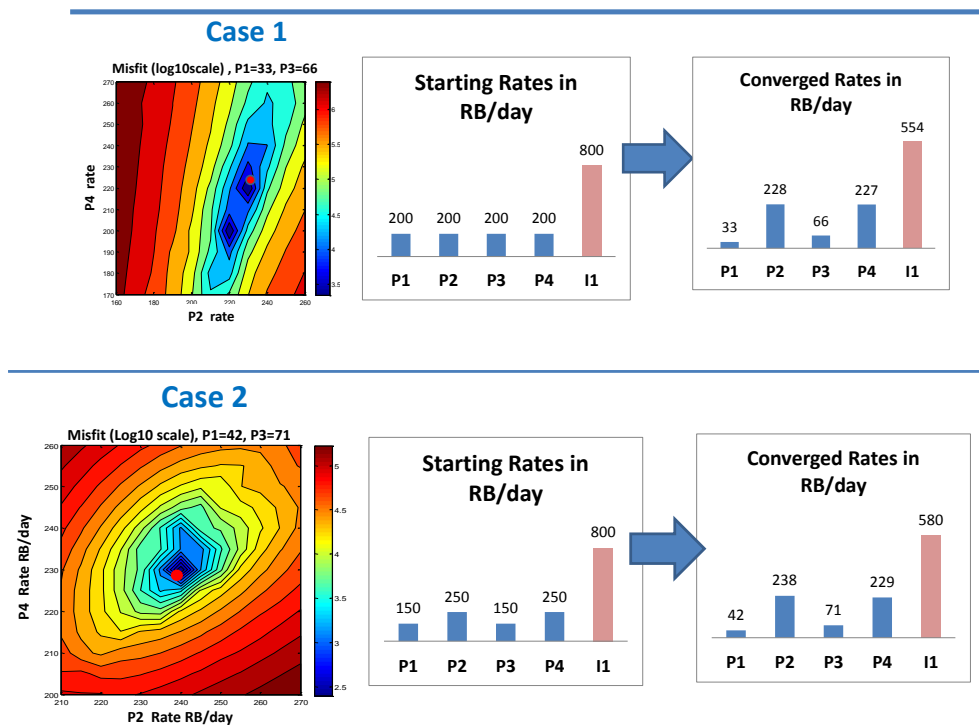 Case 1
Misfit (log10scale) , P1=33, P3=66
270
260
250
240
230
220
210
200
190
180
170
160
180
200
220
240
260
P4 rate
P2 rate
6
5.5
5
4.5
4
3.5
Starting Rates in
RB/day
800
200
200
200
200
P1
P2
P3
P4
I1
Converged Rates in
RB/day
554
228
227
33
66
P1
P2
P3
P4
I1
Case 2
Misfit (Log10 scale), P1=42, P3=71
260
250
240
230
220
210
200
210
220
230
240
250
260
270
P4 Rate RB/day
P2 Rate RB/day
5
4.5
4
3.5
3
2.5
Starting Rates in
RB/day
800
150
250
150
250
P1
P2
P3
P4
I1
Converged Rates in
RB/day
580
238
229
42
71
P1
P2
P3
P4
I1